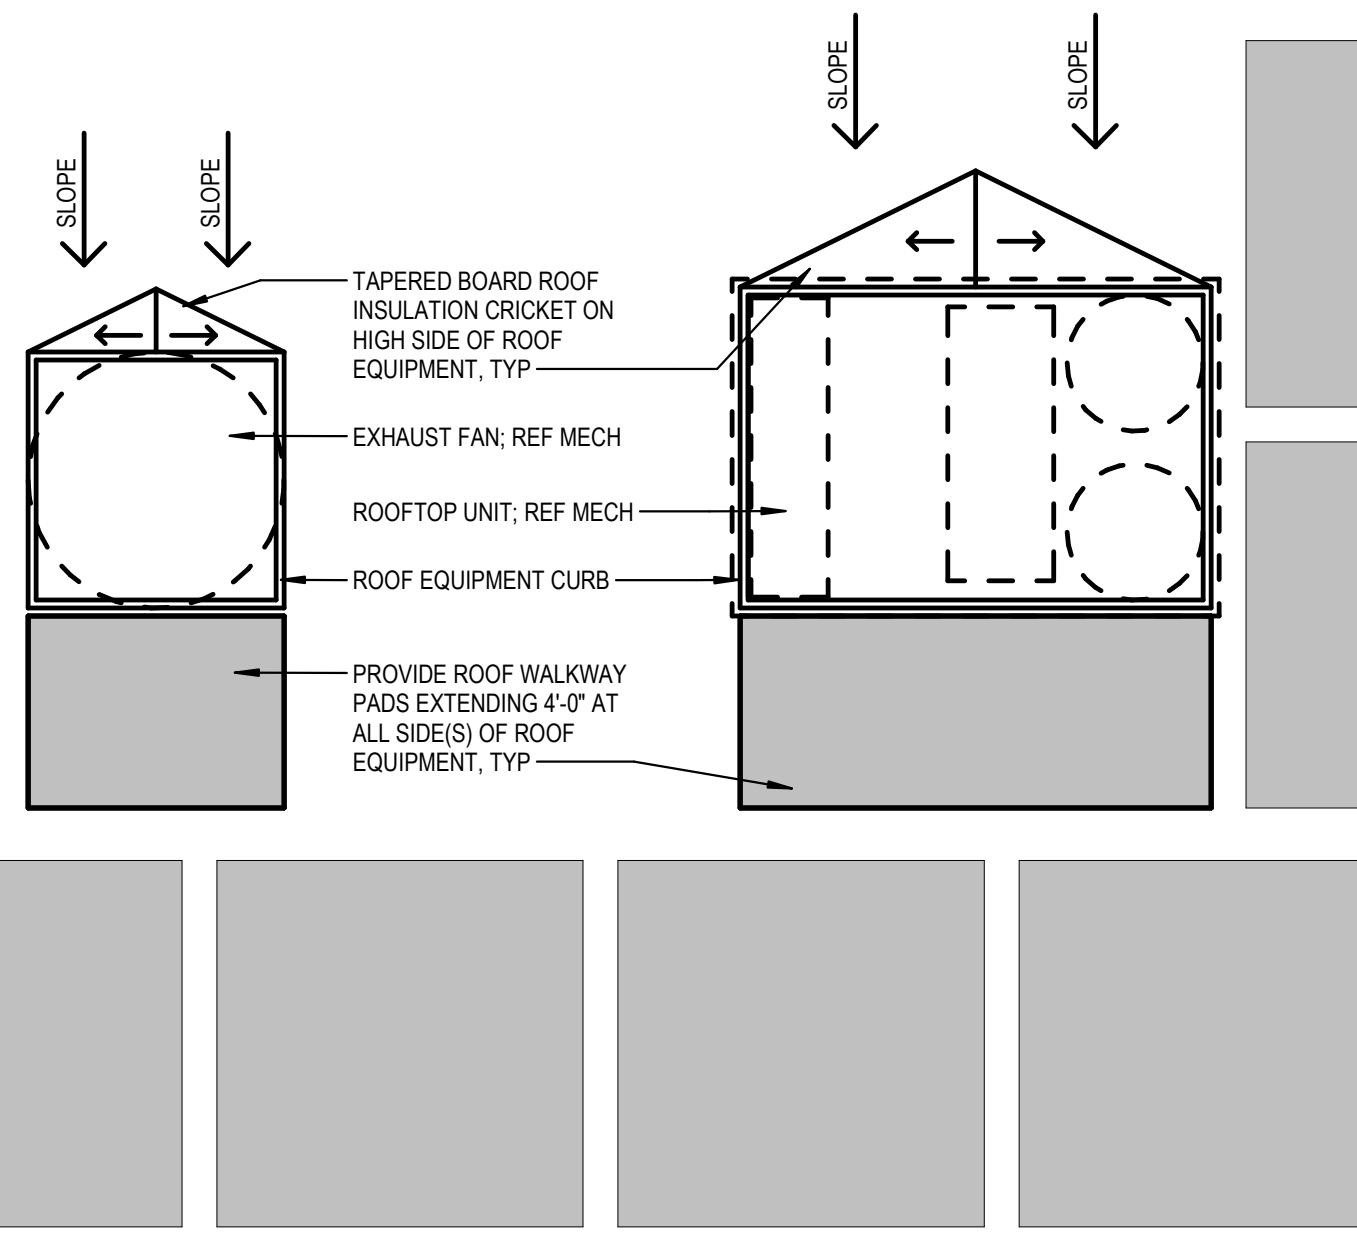 SLOPE
SLOPE
SLOPE
SLOPE
TAPERED BOARD ROOF
INSULATION CRICKET ON
HIGH SIDE OF ROOF
EQUIPMENT, TYP
EXHAUST FAN; REF MECH
ROOFTOP UNIT; REF MECH
ROOF EQUIPMENT CURB
PROVIDE ROOF WALKWAY
PADS EXTENDING 4'-0" AT
ALL SIDE(S) OF ROOF
EQUIPMENT, TYP